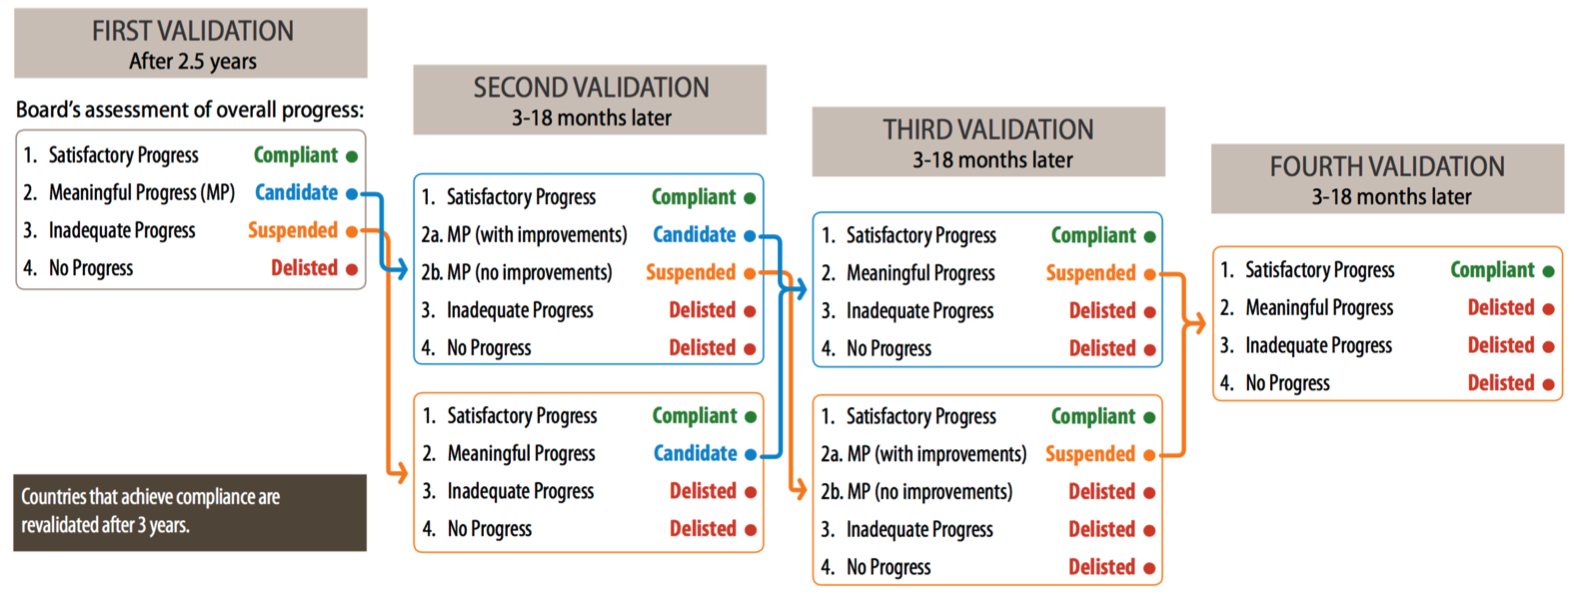 FIRST VALIDATION
After 2.5 years
Board's assessment of overall progress:
1. Satisfactory Progress Compliant
2. Meaningful Progress (MP) Candidate
3. Inadequate Progress Suspended
4. No Progress Delisted
Countries that achieve compliance are
revalidated after 3 years.
SECOND VALIDATION
3-18 months later
1. Satisfactory Progress Compliant
2a. MP (with improvements) Candidate
2b. MP (no improvements) Suspended
3. Inadequate Progress Delisted
4. No Progress Delisted
1. Satisfactory Progress Compliant
2. Meaningful Progress Candidate
3. Inadequate Progress Delisted
4. No Progress Delisted
THIRD VALIDATION
3-18 months later
1. Satisfactory Progress Compliant
2. Meaningful Progress Suspended
3. Inadequate Progress Delisted
4. No Progress Delisted
1. Satisfactory Progress Compliant
2a. MP (with improvements) Suspended
2b. MP (no improvements) Delisted
3. Inadequate Progress Delisted
4. No Progress Delisted
FOURTH VALIDATION
3-18 months later
1. Satisfactory Progress Compliant
2. Meaningful Progress Delisted
3. Inadequate Progress Delisted
4. No Progress Delisted